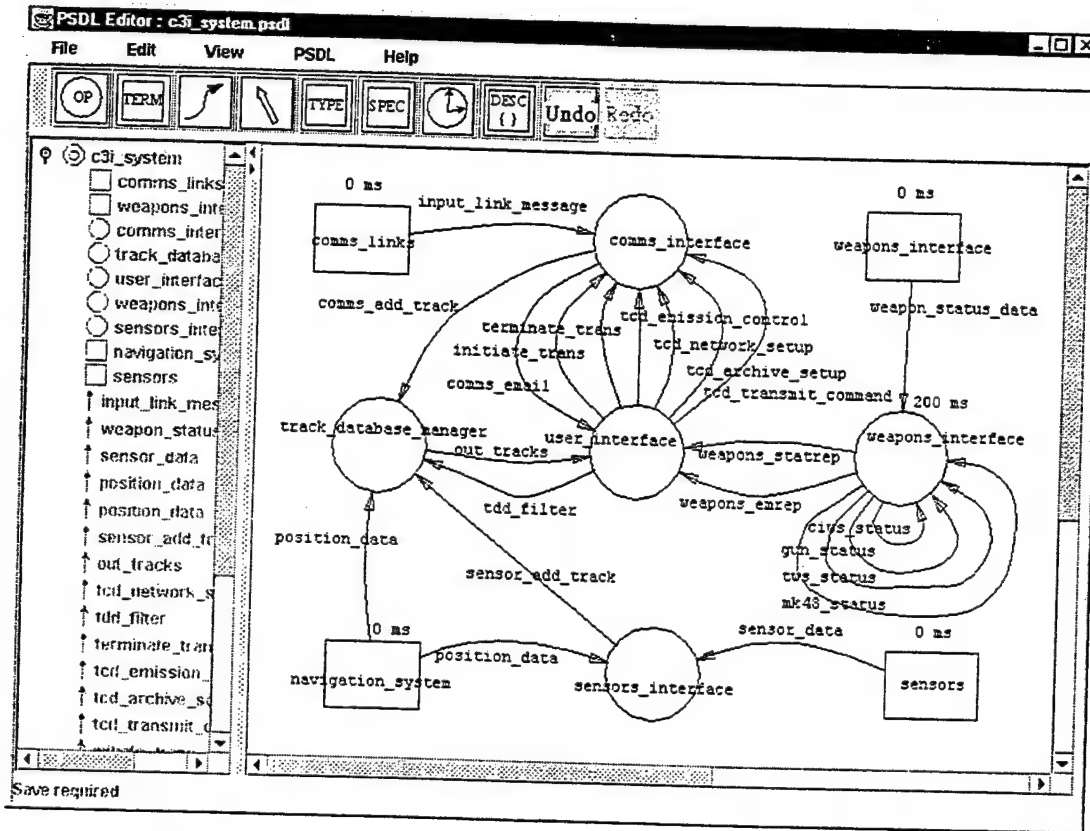 PSDL Editor : c3i_system.psdl
File Edit View PSDL Help
OP TERM TYPE SPEC DESC { } Undo Redo
c3i_system
comms_links
weapons_inte
comms_inter
track_databa
user_interfac
weapons_inte
sensors_inte
navigation_sy
sensors
input_link_mes
weapon_status
sensor_data
position_data
position_data
sensor_add_tr
out_tracks
tcd_network_s
tdd_filter
terminate_tran
tcd_emission_
tcd_archive_se
tcd_transmit_c
0 ms
comms_links
input_link_message
comms_interface
0 ms
weapons_interface
comms_add_track
weapon_status_data
terminate_trans
tcd_emission_control
initiate_trans
tcd_network_setup
comms_email
tcd_archive_setup
tcd_transmit_command
200 ms
track_database_manager
user_interface
weapons_interface
out_tracks
weapons_statrep
tdd_filter
weapons_emrep
ciws_status
gun_status
tws_status
mk48_status
position_data
sensor_add_track
0 ms
navigation_system
position_data
sensors_interface
sensor_data
0 ms
sensors
Save required